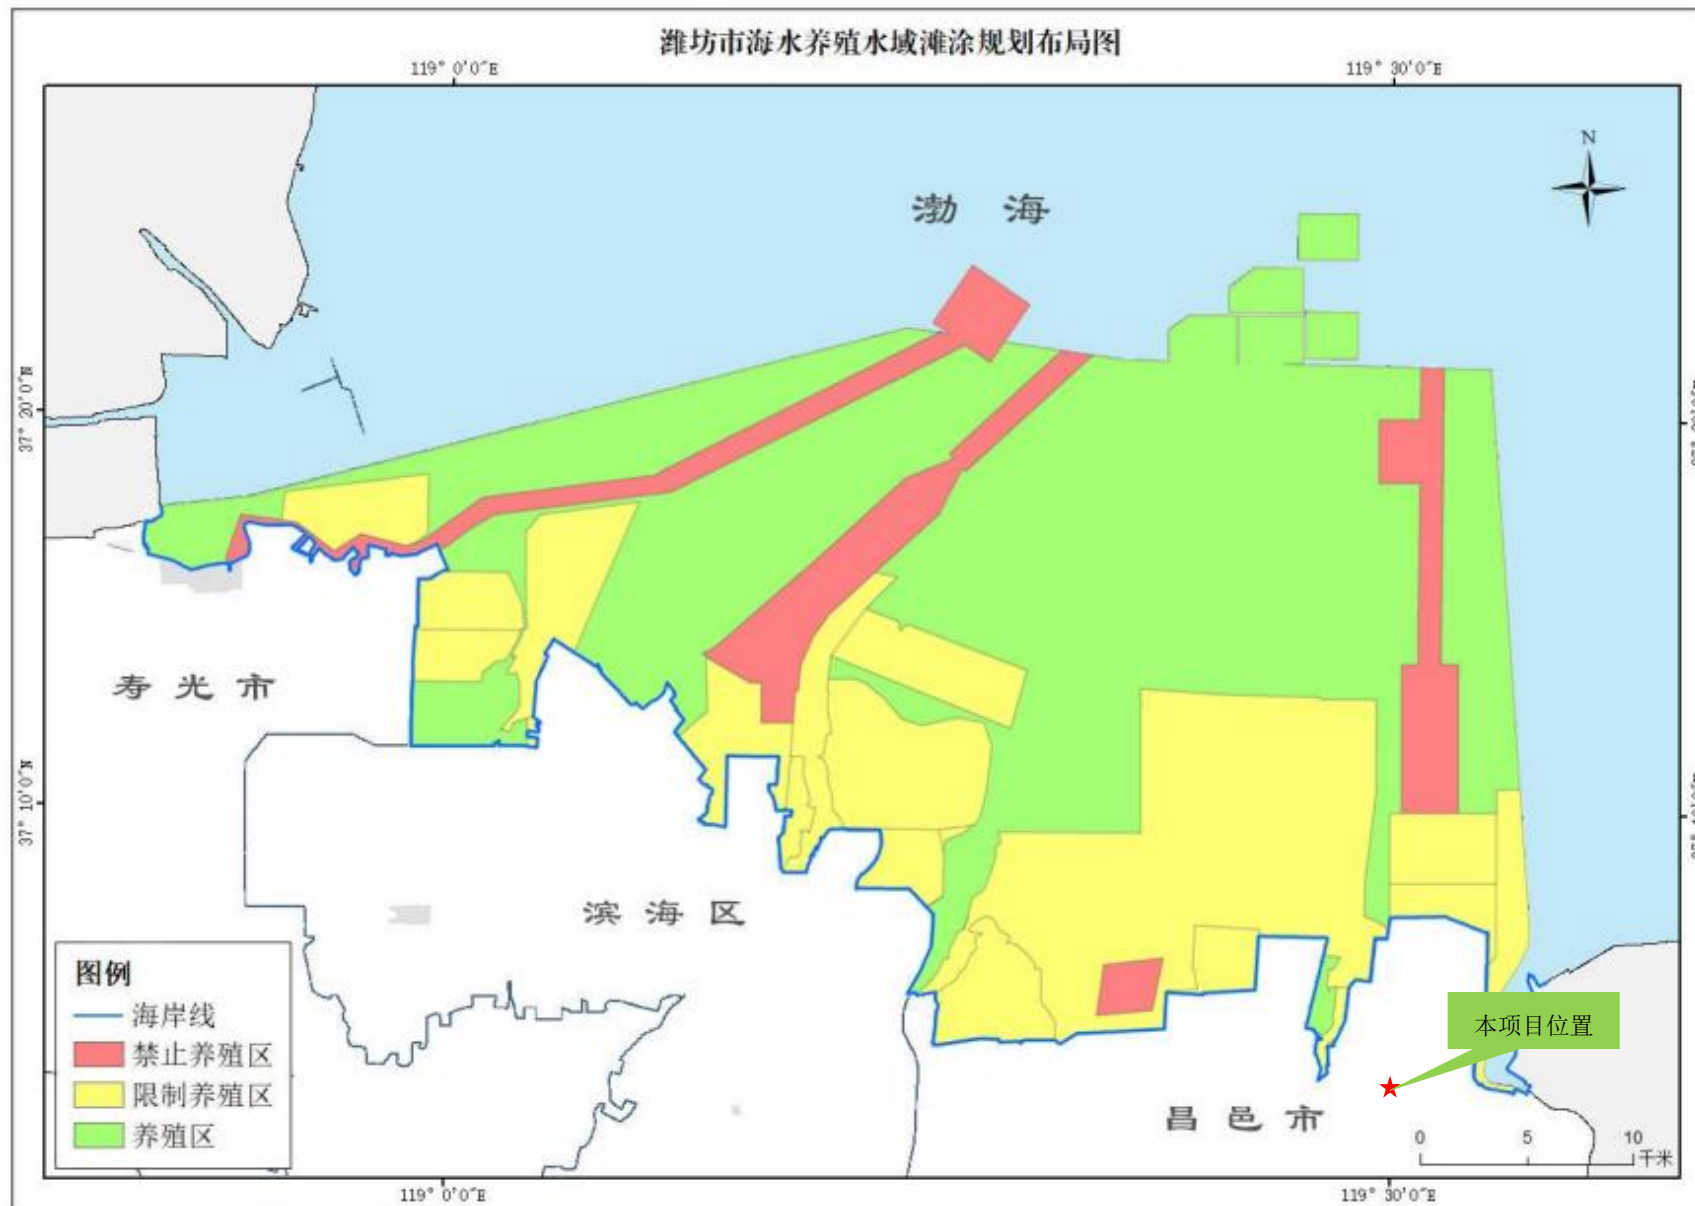 潍坊市海水养殖水域滩涂规划布局图
119° 0'0"E
119° 30'0"E
N
渤 海
37° 20'0"N
寿 光 市
37° 10'0"N
滨 海 区
图例
海岸线
禁止养殖区
限制养殖区
养殖区
本项目位置
昌 邑 市
0 5 10
千米
119° 0'0"E
119° 30'0"E